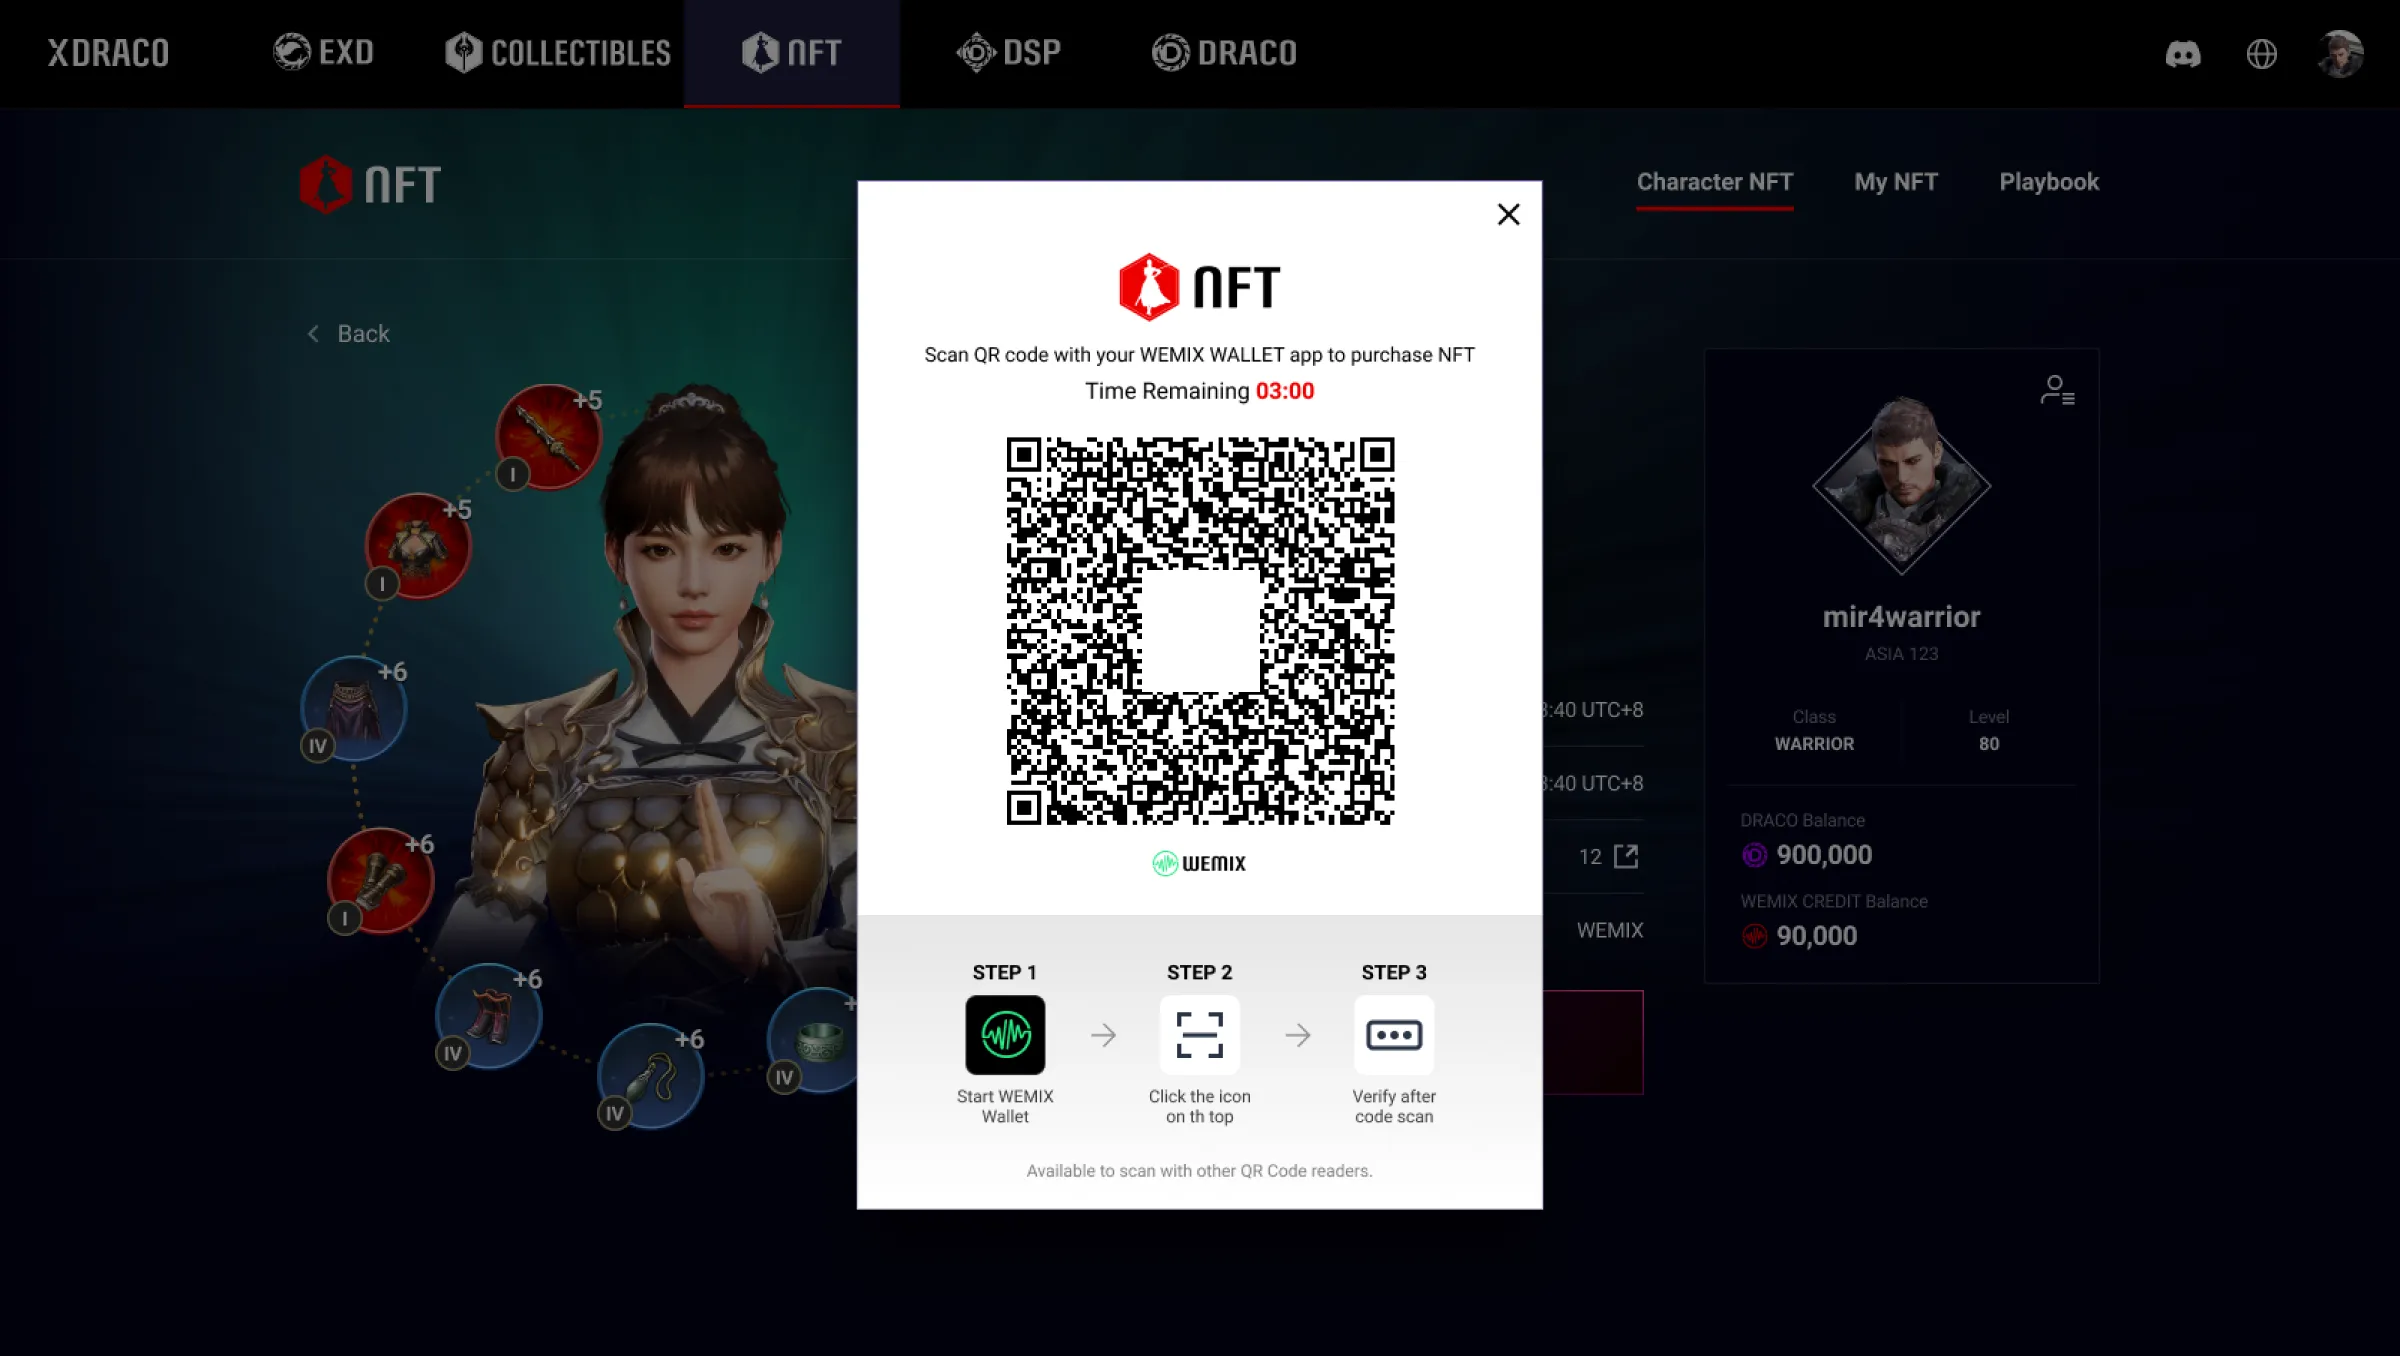 XDRACO
EXD
COLLECTIBLES
NFT
DSP
DRACO
NFT
Character NFT
My NFT
Playbook
Back
+5
I
+5
I
+6
IV
+6
I
+6
IV
+6
IV
+
IV
NFT
Scan QR code with your WEMIX WALLET app to purchase NFT
Time Remaining 03:00
WEMIX
STEP 1
STEP 2
STEP 3
Start WEMIX
Wallet
Click the icon
on th top
Verify after
code scan
Available to scan with other QR Code readers.
:40 UTC+8
:40 UTC+8
12
WEMIX
mir4warrior
ASIA 123
Class
WARRIOR
Level
80
DRACO Balance
900,000
WEMIX CREDIT Balance
90,000